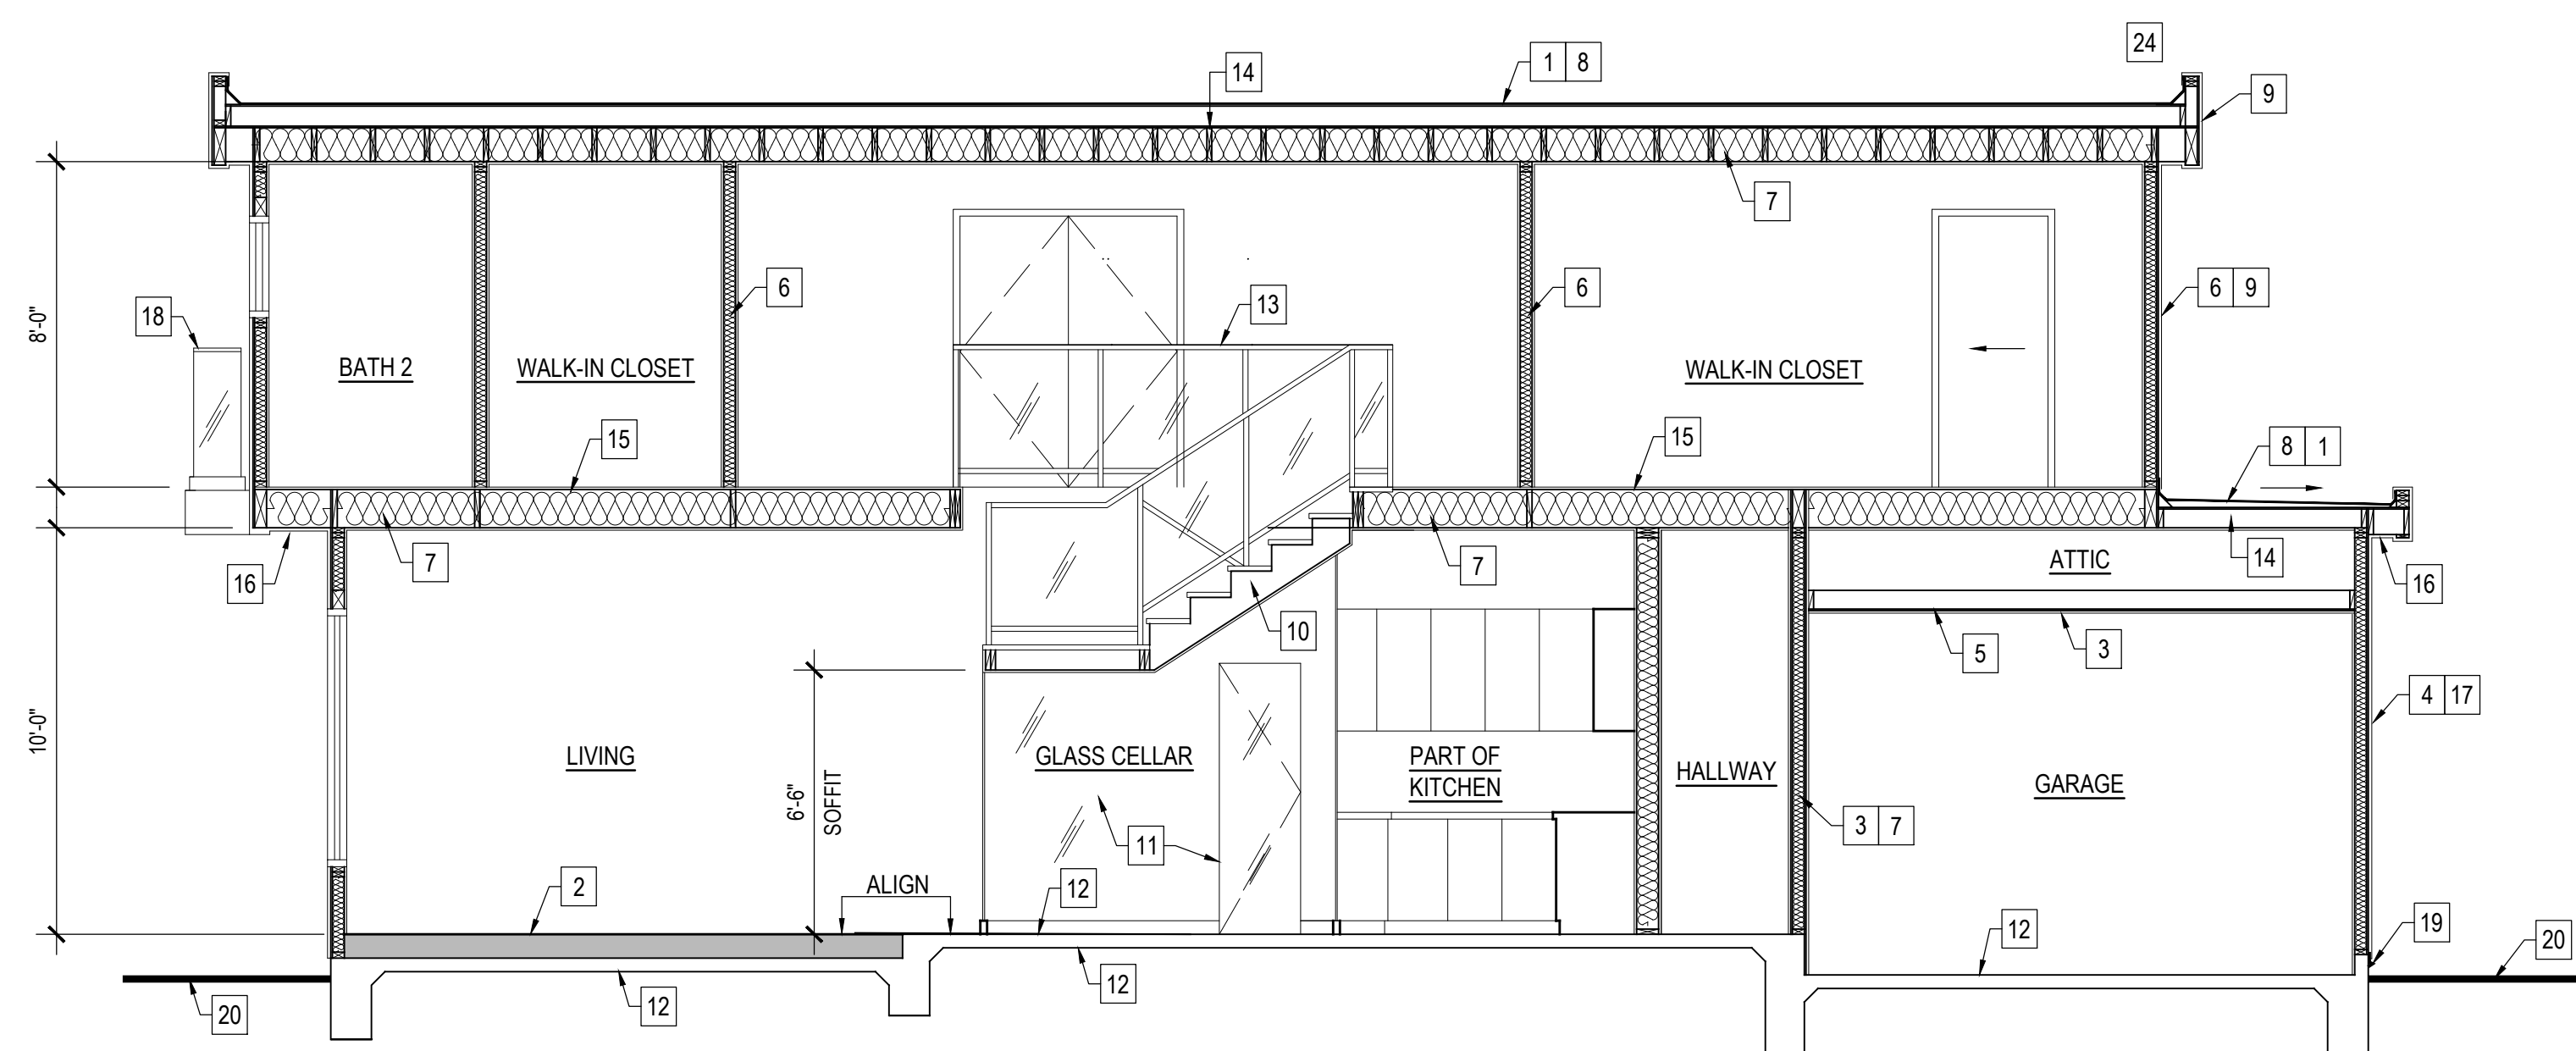 24
14
1 8
9
7
8'-0"
6
6
6 9
13
18
BATH 2
WALK-IN CLOSET
WALK-IN CLOSET
15
15
8 1
7
7
16
ATTIC
14
16
10
5
3
4 17
10'-0"
LIVING
6'-6"
SOFFIT
GLASS CELLAR
PART OF
KITCHEN
HALLWAY
GARAGE
11
3 7
2
ALIGN
12
12
19
20
12
12
20